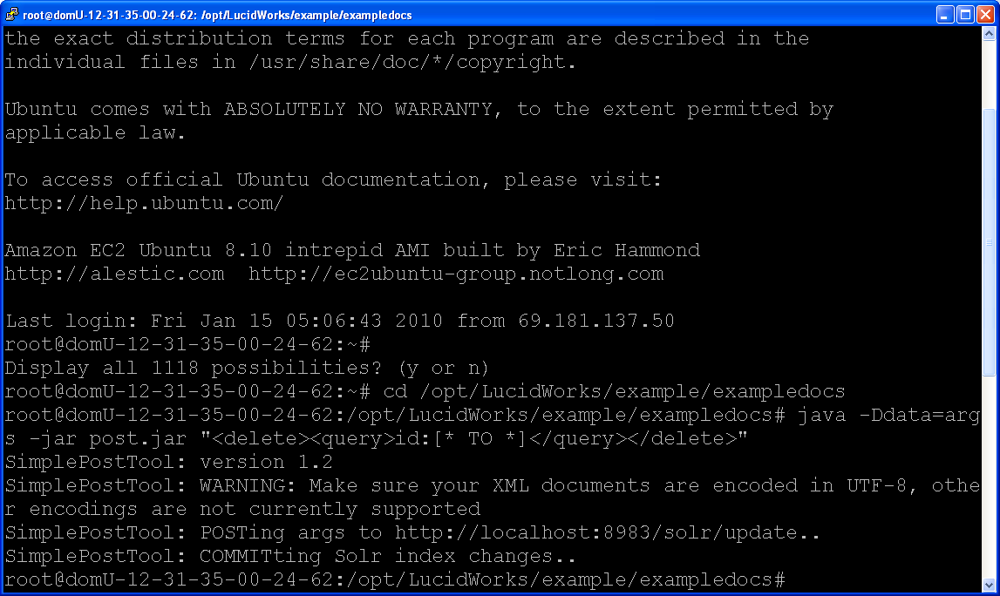 root@domU-12-31-35-00-24-62: /opt/LucidWorks/example/exampledocs
the exact distribution terms for each program are described in the
individual files in /usr/share/doc/*/copyright.
Ubuntu comes with ABSOLUTELY NO WARRANTY, to the extent permitted by
applicable law.
To access official Ubuntu documentation, please visit:
http://help.ubuntu.com/
Amazon EC2 Ubuntu 8.10 intrepid AMI built by Eric Hammond
http://alestic.com  http://ec2ubuntu-group.notlong.com
Last login: Fri Jan 15 05:06:43 2010 from 69.181.137.50
root@domU-12-31-35-00-24-62:~#
Display all 1118 possibilities? (y or n)
root@domU-12-31-35-00-24-62:~# cd /opt/LucidWorks/example/exampledocs
root@domU-12-31-35-00-24-62:/opt/LucidWorks/example/exampledocs# java -Ddata=arg
s -jar post.jar "<delete><query>id:[* TO *]</query></delete>"
SimplePostTool: version 1.2
SimplePostTool: WARNING: Make sure your XML documents are encoded in UTF-8, othe
r encodings are not currently supported
SimplePostTool: POSTing args to http://localhost:8983/solr/update..
SimplePostTool: COMMITting Solr index changes..
root@domU-12-31-35-00-24-62:/opt/LucidWorks/example/exampledocs#